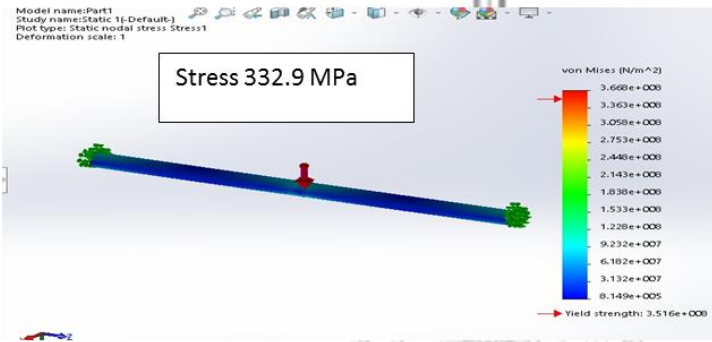 Model name:Part1
Study name:Static 1(-Default-)
Plot type: Static nodal stress Stress1
Deformation scale: 1
Stress 332.9 MPa
von Mises (N/m^2)
3.668e+008
3.363e+008
3.058e+008
2.753e+008
2.448e+008
2.143e+008
1.838e+008
1.533e+008
1.228e+008
9.232e+007
6.182e+007
3.132e+007
8.149e+005
Yield strength: 3.516e+008
Z